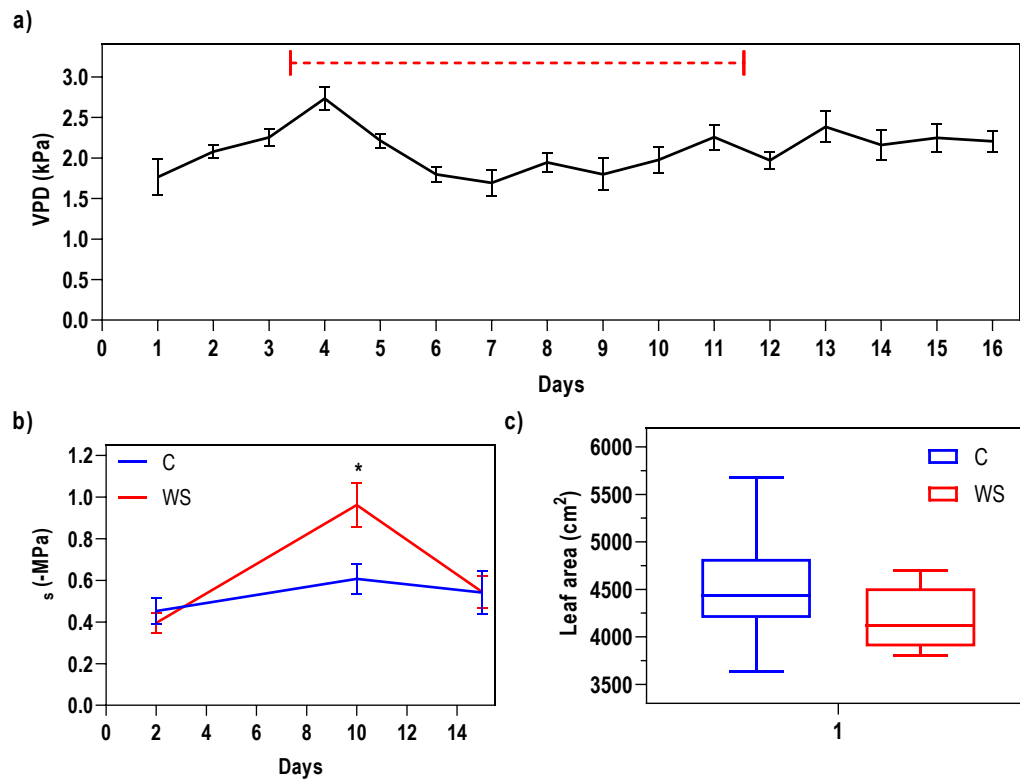 a)
VPD (kPa)
3.0
2.5
2.0
1.5
1.0
0.5
0.0
0 1 2 3 4 5 6 7 8 9 10 11 12 13 14 15 16
Days
b)
s (-MPa)
1.2
1.0
0.8
0.6
0.4
0.2
0.0
C
WS
*
0 2 4 6 8 10 12 14
Days
c)
Leaf area (cm²)
6000
5500
5000
4500
4000
3500
C
WS
1